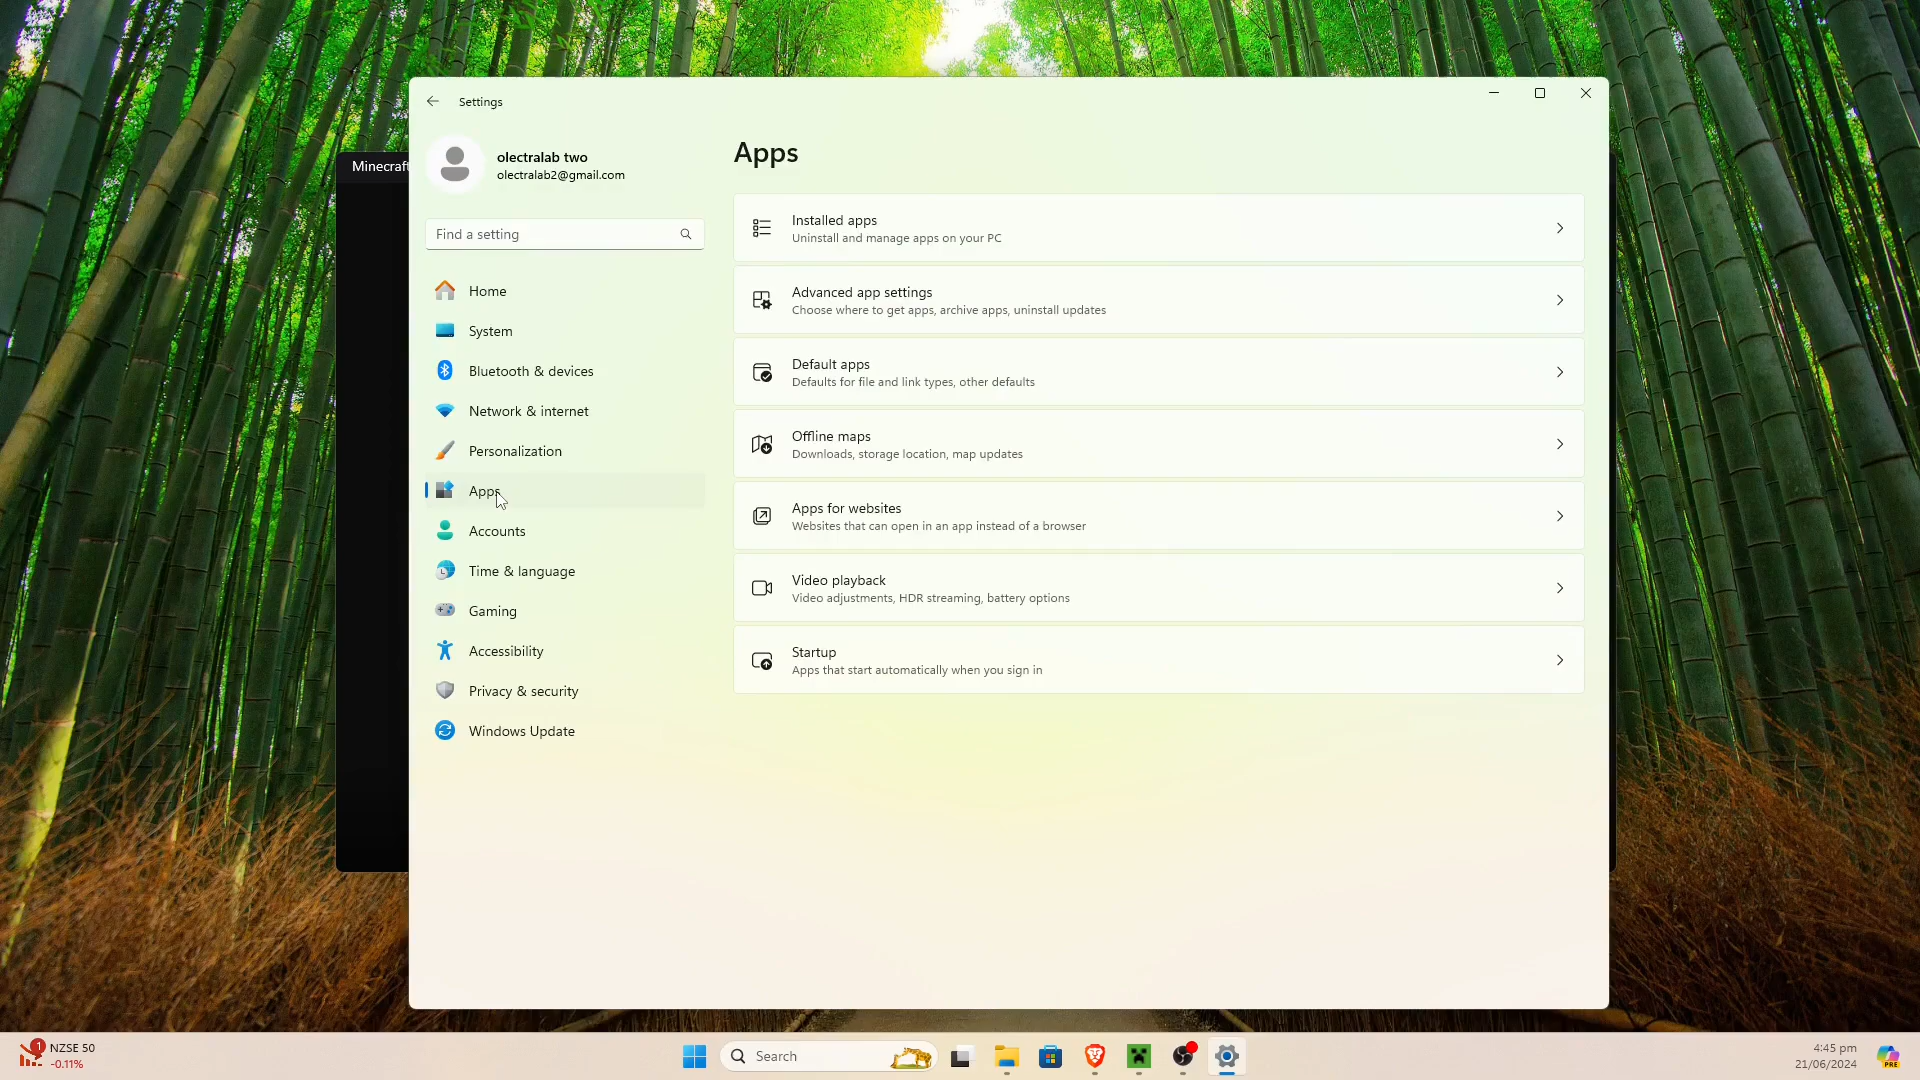 Settings
Minecraft
olectralab two
olectralab2@gmail.com
Find a setting
Home
System
Bluetooth & devices
Network & internet
Personalization
Apps
Accounts
Time & language
Gaming
Accessibility
Privacy & security
Windows Update
Apps
Installed apps
Uninstall and manage apps on your PC
Advanced app settings
Choose where to get apps, archive apps, uninstall updates
Default apps
Defaults for file and link types, other defaults
Offline maps
Downloads, storage location, map updates
Apps for websites
Websites that can open in an app instead of a browser
Video playback
Video adjustments, HDR streaming, battery options
Startup
Apps that start automatically when you sign in
1
NZSE 50
-0.11%
Search
4:45 pm
21/06/2024
PRE